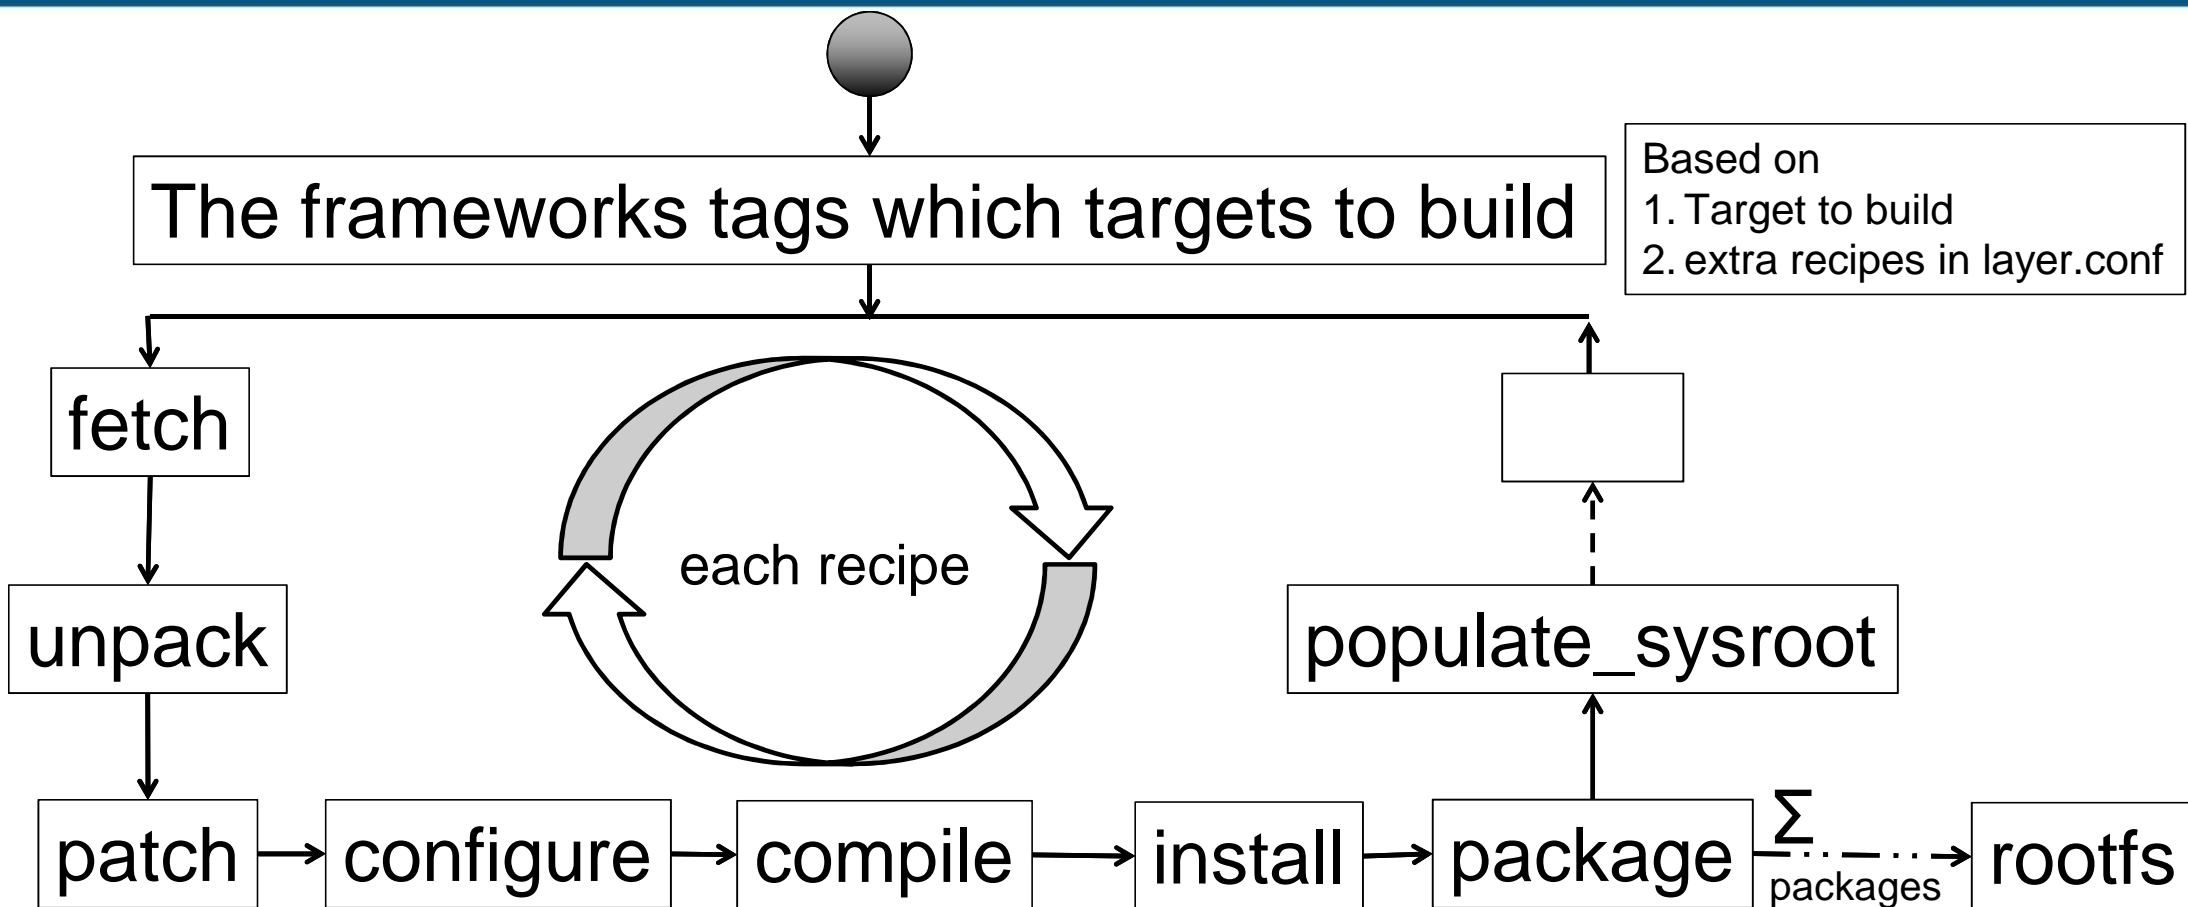 The frameworks tags which targets to build
Based on
1. Target to build
2. extra recipes in layer.conf
fetch
each recipe
unpack
populate_sysroot
patch
configure
compile
install
package
Σ
packages
rootfs